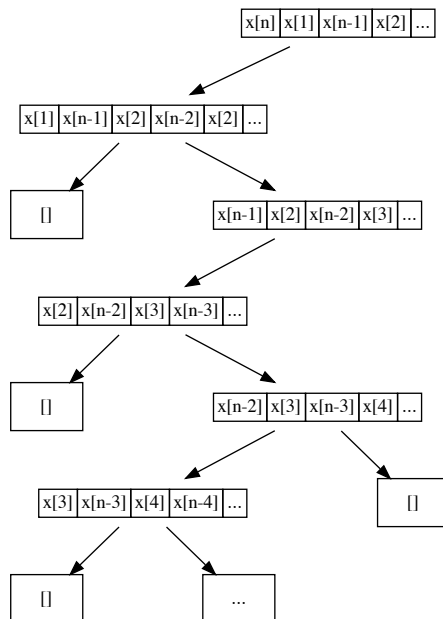 x[n] x[1] x[n-1] x[2] ...
x[1] x[n-1] x[2] x[n-2] x[2] ...
[] x[n-1] x[2] x[n-2] x[3] ...
x[2] x[n-2] x[3] x[n-3] ...
[] x[n-2] x[3] x[n-3] x[4] ...
x[3] x[n-3] x[4] x[n-4] ... []
[] ...